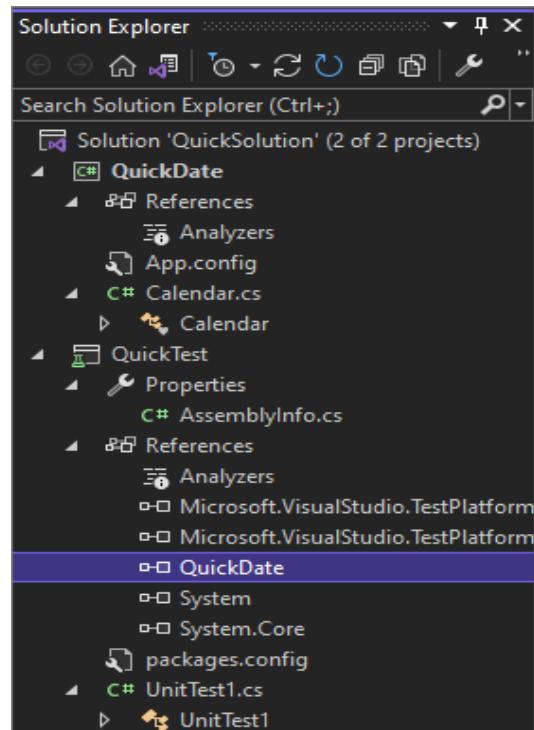 Solution Explorer
Search Solution Explorer (Ctrl+;)
Solution 'QuickSolution' (2 of 2 projects)
C# QuickDate
References
Analyzers
App.config
C# Calendar.cs
Calendar
QuickTest
Properties
C# AssemblyInfo.cs
References
Analyzers
Microsoft.VisualStudio.TestPlatform
Microsoft.VisualStudio.TestPlatform
QuickDate
System
System.Core
packages.config
C# UnitTest1.cs
UnitTest1